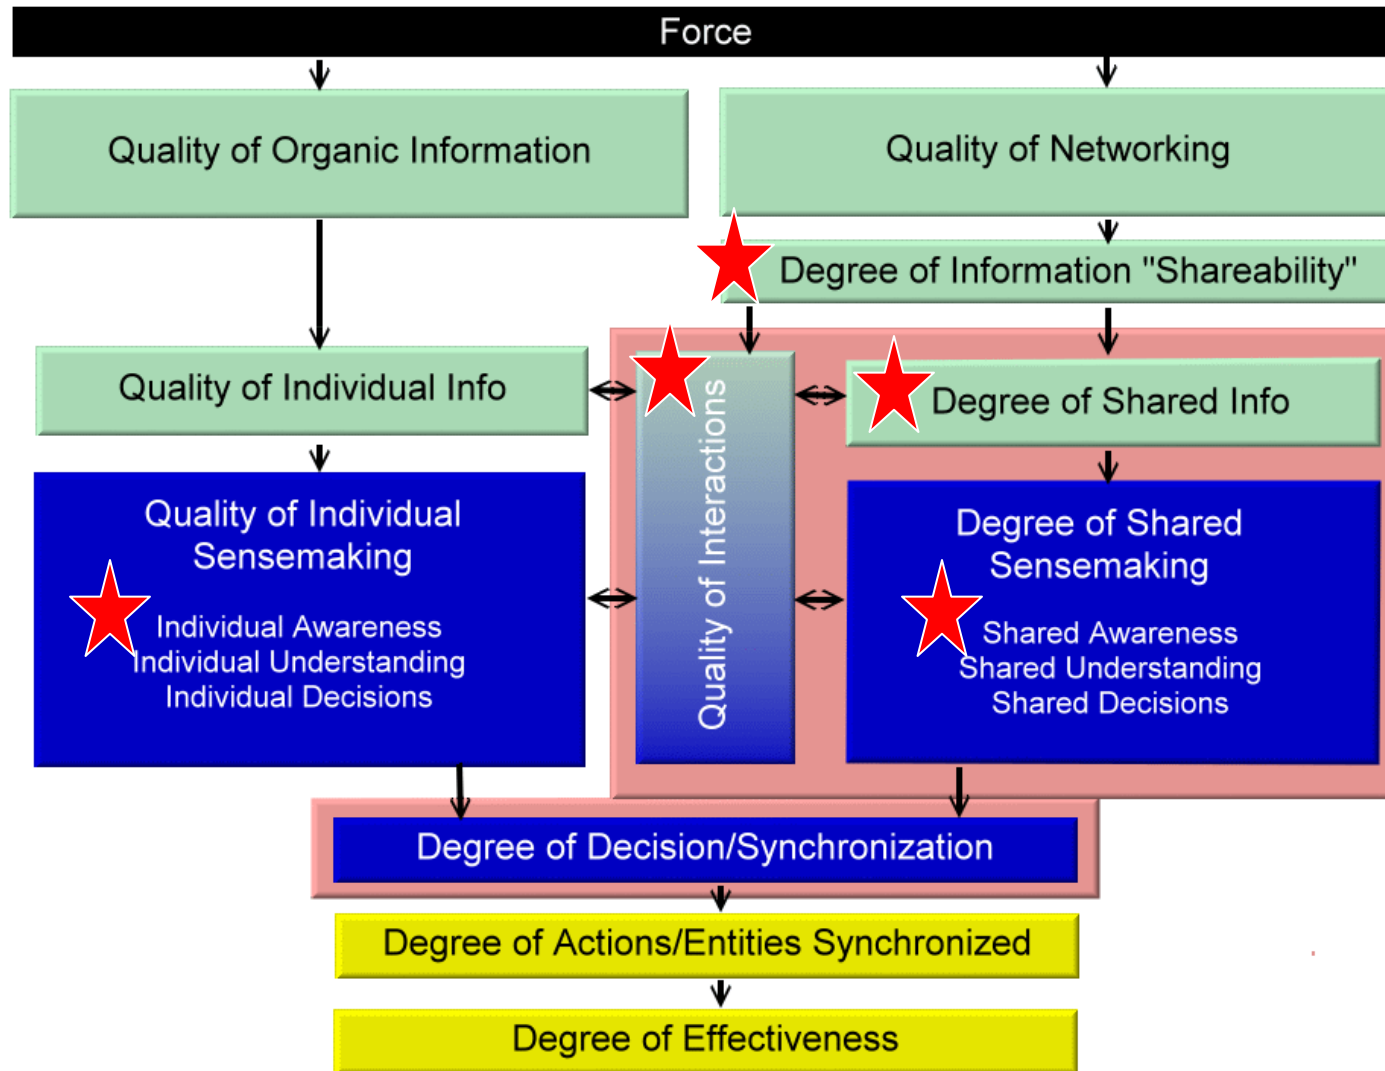 Force
Quality of Organic Information
Quality of Networking
Degree of Information "Shareability"
Quality of Individual Info
Quality of Interactions
Degree of Shared Info
Quality of Individual
Sensemaking
Individual Awareness
Individual Understanding
Individual Decisions
Degree of Shared
Sensemaking
Shared Awareness
Shared Understanding
Shared Decisions
Degree of Decision/Synchronization
Degree of Actions/Entities Synchronized
Degree of Effectiveness